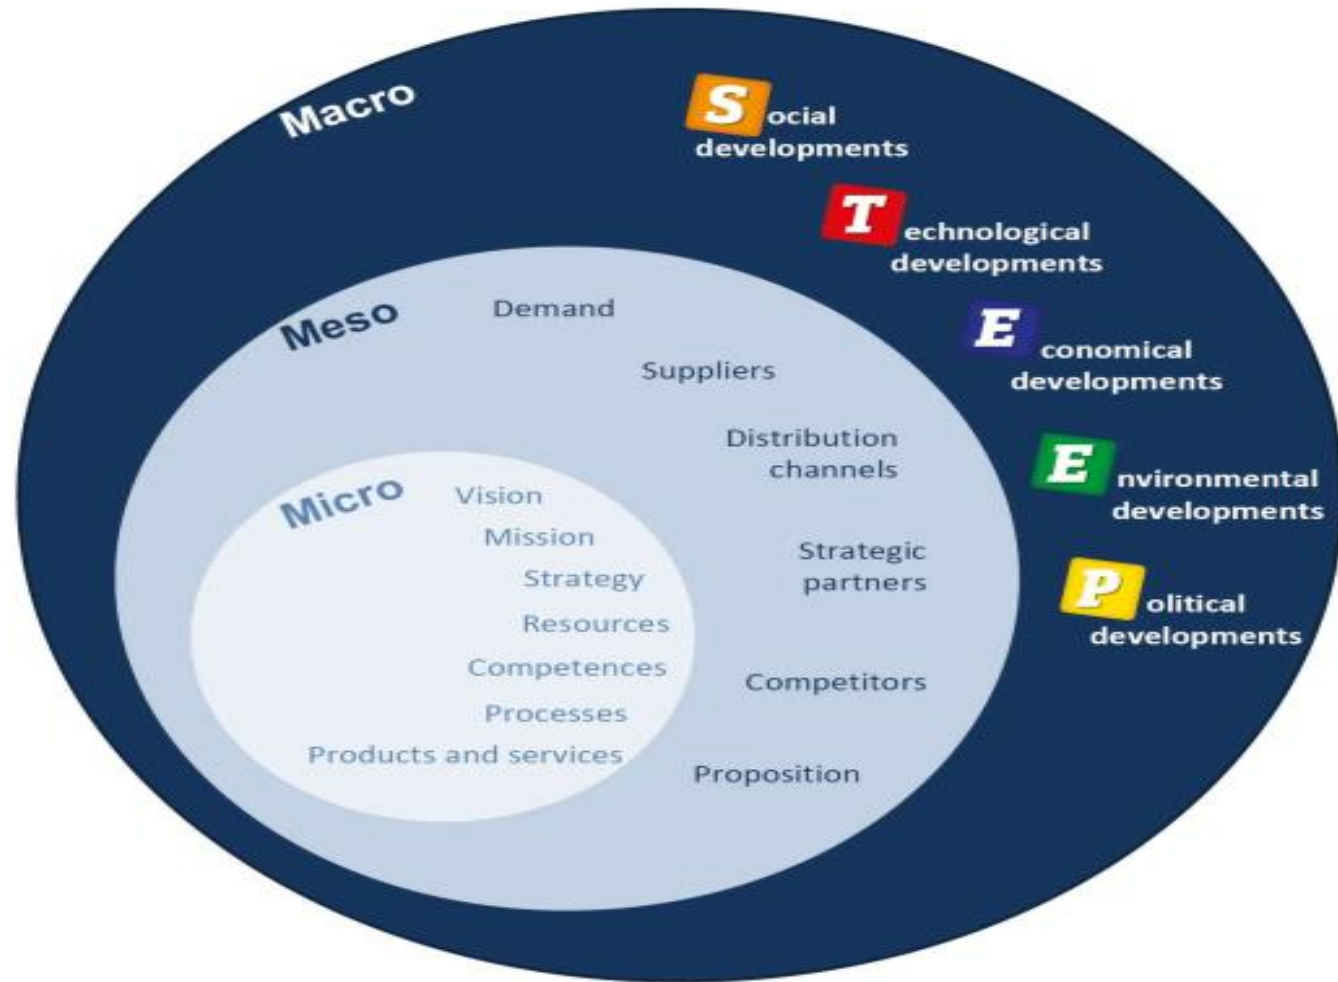 Macro
Social
developments
Technological
developments
Economical
developments
Environmental
developments
Political
developments
Meso
Demand
Suppliers
Distribution
channels
Strategic
partners
Competitors
Proposition
Micro
Vision
Mission
Strategy
Resources
Competences
Processes
Products and services